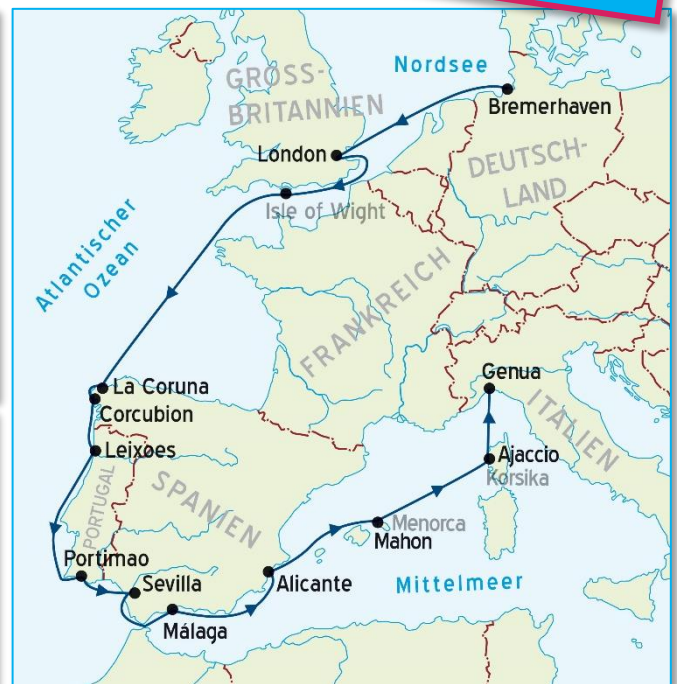 Nordsee
GROSS-
BRITANNIEN
Bremerhaven
London
DEUTSCH-
LAND
Isle of Wight
Atlantischer
Ozean
FRANKREICH
La Coruna
Corcubion
Genua
ITALIEN
Leixøes
Ajaccio
Korsika
PORTUGAL
SPANIEN
Menorca
Mahon
Portimao
Sevilla
Alicante
Mittelmeer
Málaga